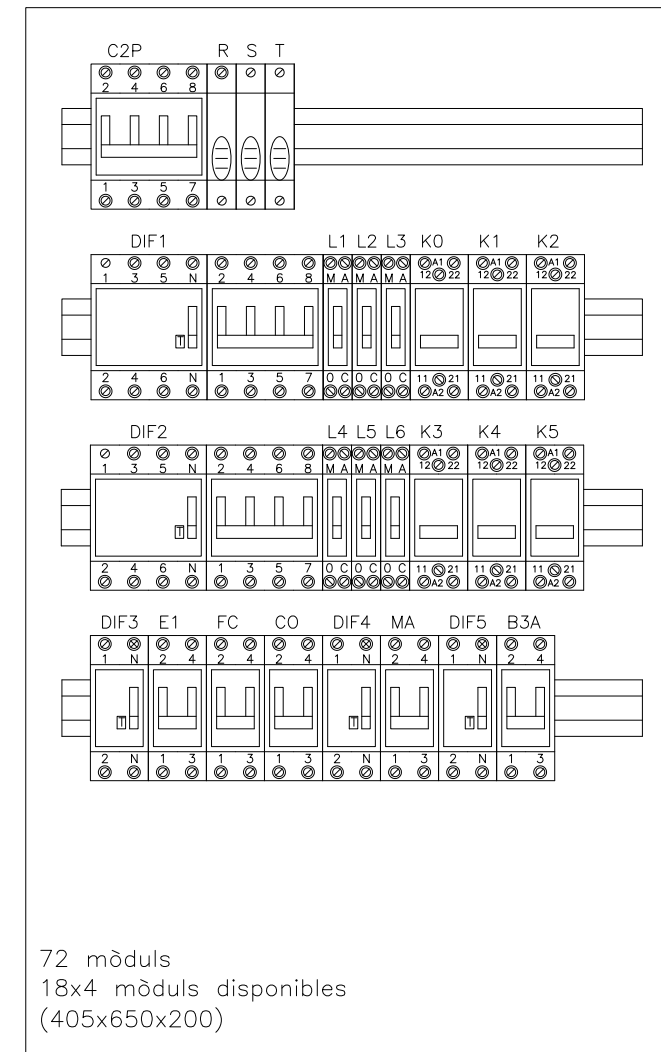 C2P R S T
2 4 6 8
1 3 5 7
DIF1 L1 L2 L3 K0 K1 K2
A1 A1 A1
1 3 5 N 2 4 6 8 M A M A M A 12 22 12 22 12 22
T
2 4 6 N 1 3 5 7 0 C 0 C 0 C 11 21 11 21 11 21
A2 A2 A2
DIF2 L4 L5 L6 K3 K4 K5
A1 A1 A1
1 3 5 N 2 4 6 8 M A M A M A 12 22 12 22 12 22
T
2 4 6 N 1 3 5 7 0 C 0 C 0 C 11 21 11 21 11 21
A2 A2 A2
DIF3 E1 FC CO DIF4 MA DIF5 B3A
1 N 2 4 2 4 2 4 1 N 2 4 1 N 2 4
T T T
2 N 1 3 1 3 1 3 2 N 1 3 2 N 1 3
72 mòduls
18x4 mòduls disponibles
(405x650x200)